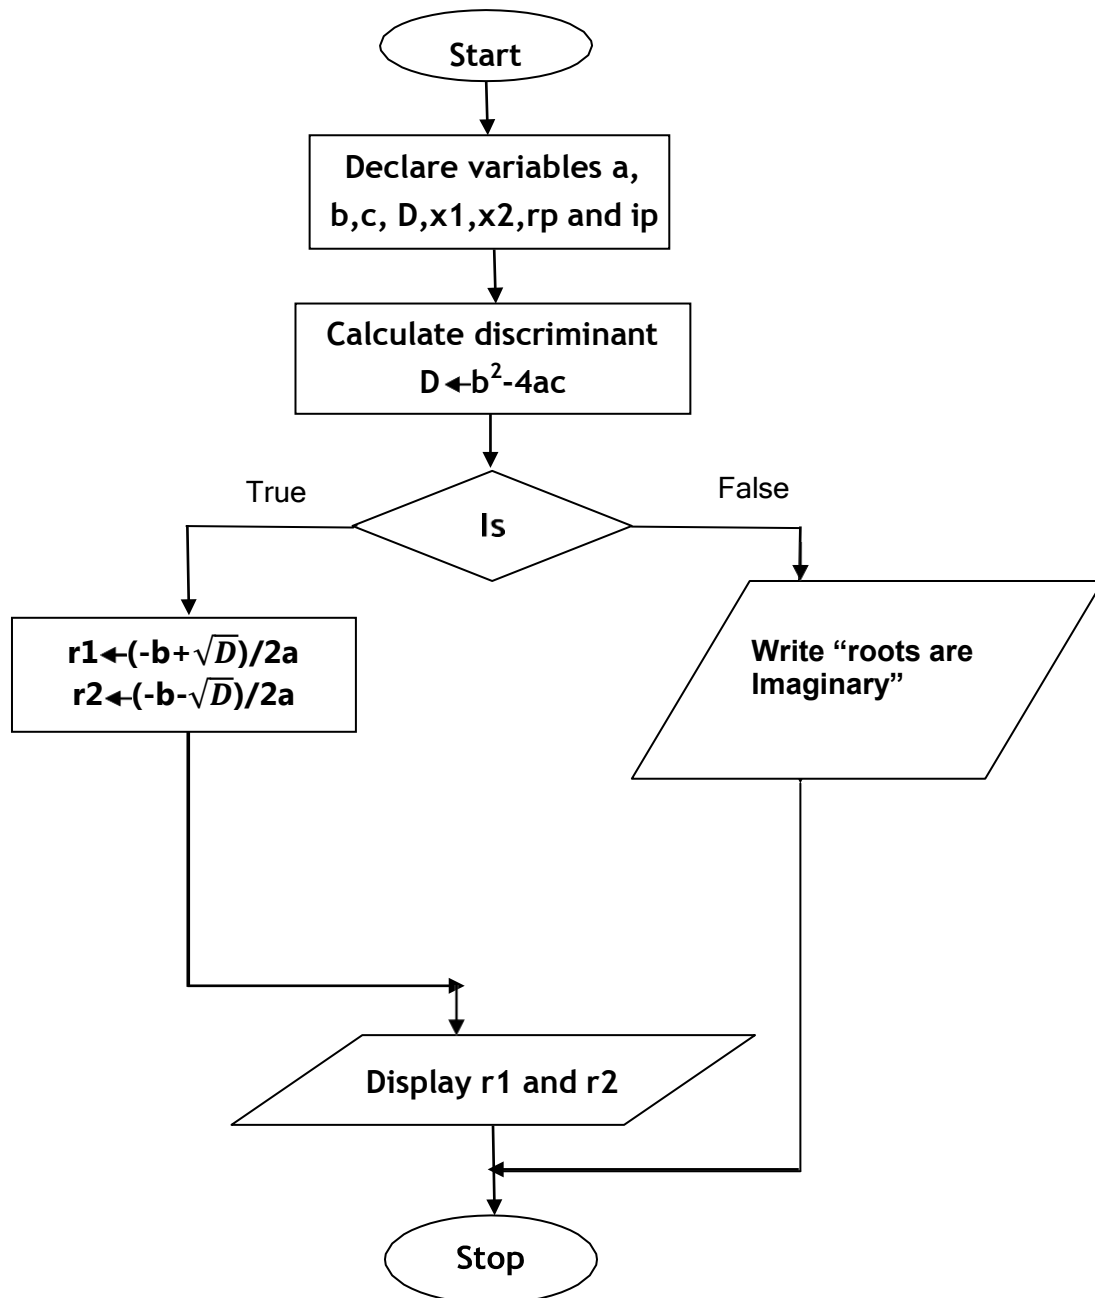 Start
Declare variables a,
b,c, D,x1,x2,rp and ip
Calculate discriminant
D←b²-4ac
True
False
Is
r1←(-b+√D)/2a
r2←(-b-√D)/2a
Write “roots are
Imaginary”
Display r1 and r2
Stop